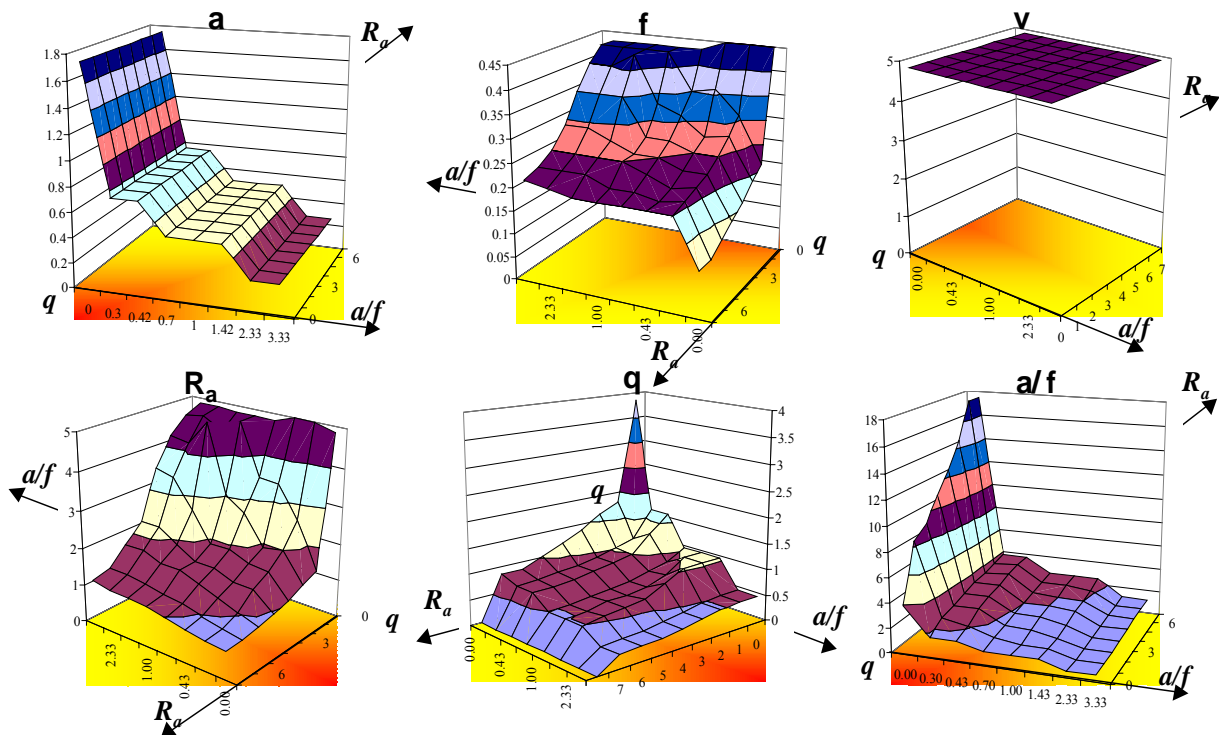 a
R_a
1.8
1.6
1.4
1.2
1
0.8
0.6
0.4
0.2
0
q
0 0.3 0.42 0.7 1 1.42 2.33 3.33
0 3 6
a/f
f
0.45
0.4
0.35
0.3
0.25
0.2
0.15
0.1
0.05
0
a/f
2.33 1.00 0.43 0.00
6 3 0
q
R_a
v
5
4
3
2
1
0
R_a
q
0.00 0.43 1.00 2.33
0 1 2 3 4 5 6 7
a/f
R_a
5
4
3
2
1
0
a/f
2.33 1.00 0.43 0.00
6 3 0
q
R_a
q
4
3.5
3
2.5
2
1.5
1
0.5
0
q
R_a
0.00 0.43 1.00 2.33
7 6 5 4 3 2 1 0
a/f
a/f
R_a
18
16
14
12
10
8
6
4
2
0
q
0.00 0.30 0.43 0.70 1.00 1.43 2.33 3.33
0 3 6
a/f